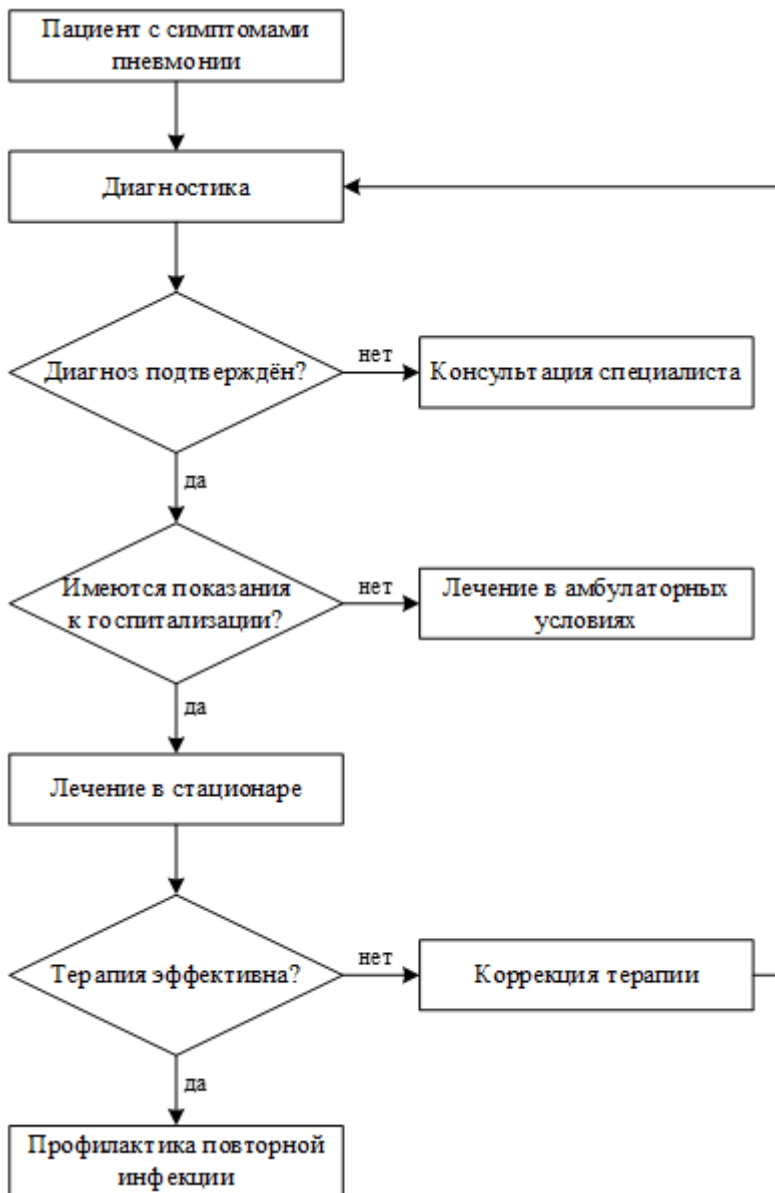 Пациент с симптомами
пневмонии
Диагностика
Диагноз подтверждён?
нет
Консультация специалиста
да
Имеются показания
к госпитализации?
нет
Лечение в амбулаторных
условиях
да
Лечение в стационаре
Терапия эффективна?
нет
Коррекция терапии
да
Профилактика повторной
инфекции